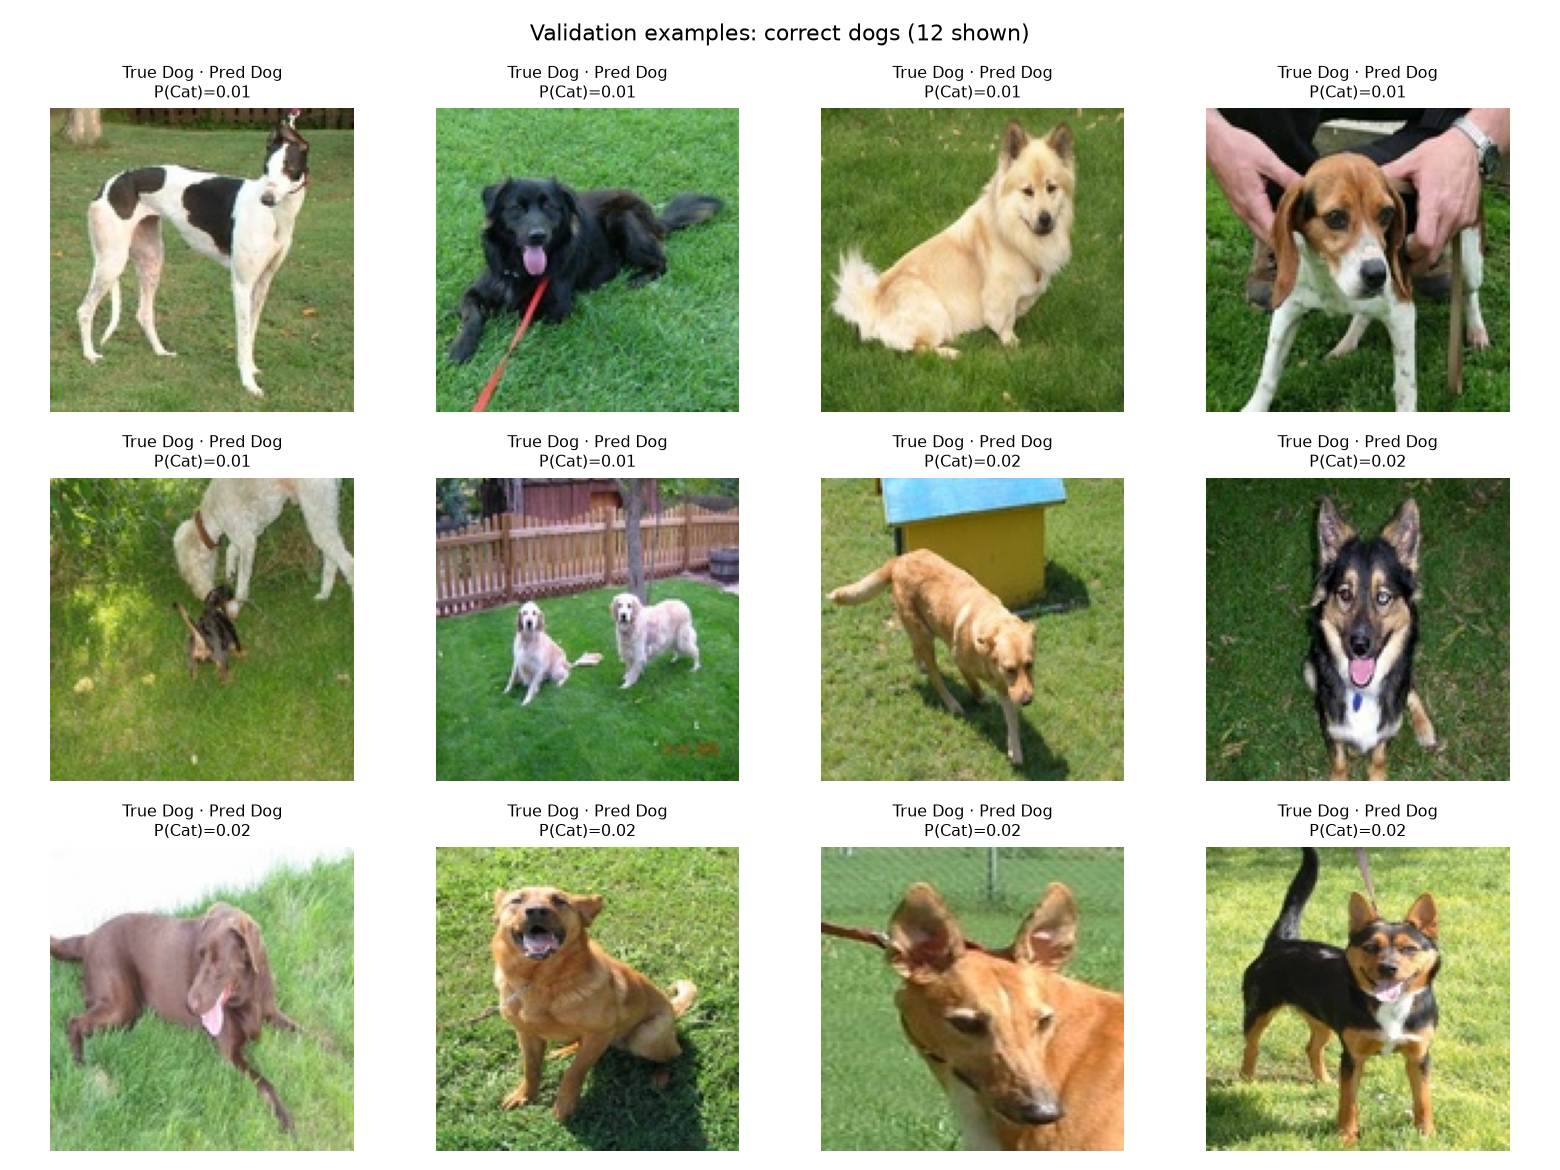 Validation examples: correct dogs (12 shown)
True Dog · Pred Dog
P(Cat)=0.01
True Dog · Pred Dog
P(Cat)=0.01
True Dog · Pred Dog
P(Cat)=0.01
True Dog · Pred Dog
P(Cat)=0.01
True Dog · Pred Dog
P(Cat)=0.01
True Dog · Pred Dog
P(Cat)=0.01
True Dog · Pred Dog
P(Cat)=0.02
True Dog · Pred Dog
P(Cat)=0.02
True Dog · Pred Dog
P(Cat)=0.02
True Dog · Pred Dog
P(Cat)=0.02
True Dog · Pred Dog
P(Cat)=0.02
True Dog · Pred Dog
P(Cat)=0.02